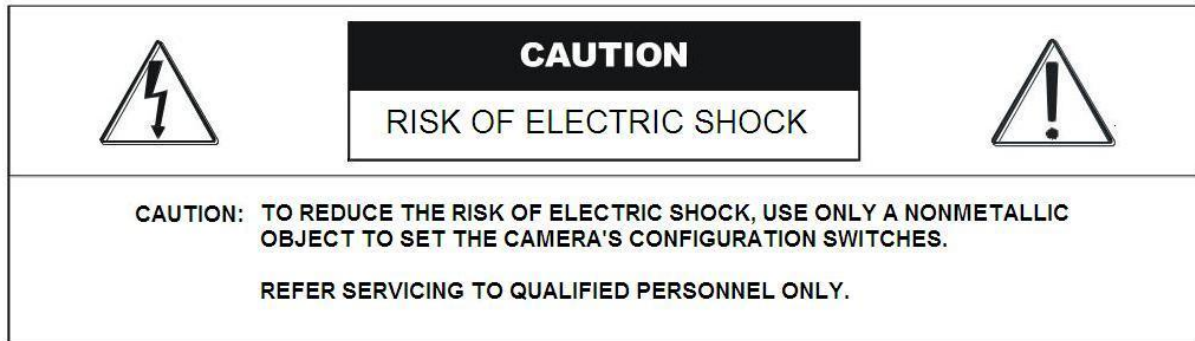 CAUTION
RISK OF ELECTRIC SHOCK
CAUTION: TO REDUCE THE RISK OF ELECTRIC SHOCK, USE ONLY A NONMETALLIC
OBJECT TO SET THE CAMERA'S CONFIGURATION SWITCHES.
REFER SERVICING TO QUALIFIED PERSONNEL ONLY.